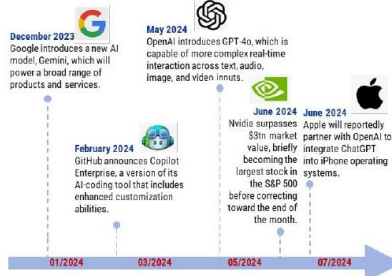 December 2023
Google introduces a new AI
model, Gemini, which will
power a broad range of
products and services.
February 2024
GitHub announces Copilot
Enterprise, a version of its
AI-coding tool that includes
enhanced customization
abilities.
May 2024
OpenAI introduces GPT-4o, which is
capable of more complex real-time
interaction across text, audio,
image, and video inputs.
June 2024
Nvidia surpasses
$3tn market
value, briefly
becoming the
largest stock in
the S&P 500
before correcting
toward the end of
the month.
June 2024
Apple will reportedly
partner with OpenAI to
integrate ChatGPT
into iPhone operating
systems.
01/2024
03/2024
05/2024
07/2024